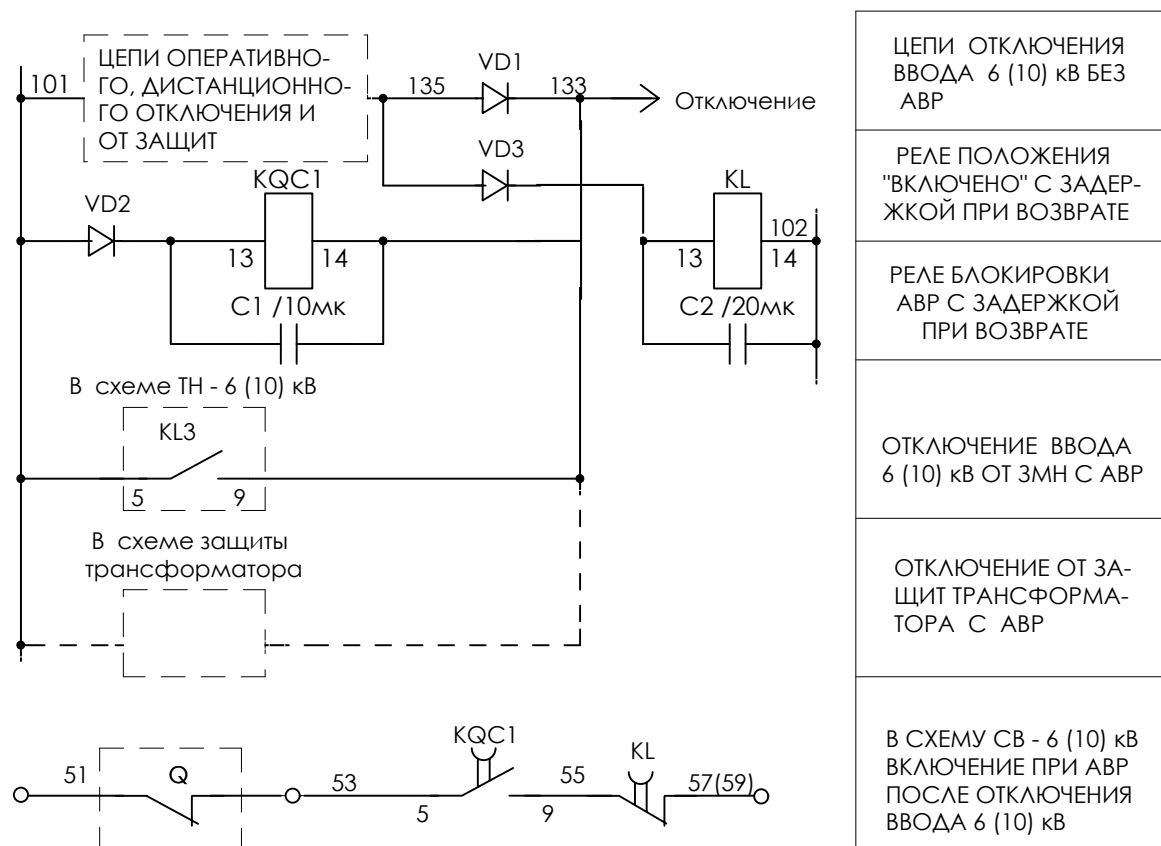 101
ЦЕПИ ОПЕРАТИВНО-
ГО, ДИСТАНЦИОННО-
ГО ОТКЛЮЧЕНИЯ И
ОТ ЗАЩИТ
135
VD1
133
Отключение
VD3
VD2
KQC1
13
14
C1 /10мк
KL
102
13
14
C2 /20мк
В схеме ТН - 6 (10) кВ
KL3
5
9
В схеме защиты
трансформатора
51
Q
53
KQC1
5
9
55
KL
57(59)
ЦЕПИ ОТКЛЮЧЕНИЯ
ВВОДА 6 (10) кВ БЕЗ
АВР
РЕЛЕ ПОЛОЖЕНИЯ
"ВКЛЮЧЕНО" С ЗАДЕР-
ЖКОЙ ПРИ ВОЗВРАТЕ
РЕЛЕ БЛОКИРОВКИ
АВР С ЗАДЕРЖКОЙ
ПРИ ВОЗВРАТЕ
ОТКЛЮЧЕНИЕ ВВОДА
6 (10) кВ ОТ ЗМН С АВР
ОТКЛЮЧЕНИЕ ОТ ЗА-
ЩИТ ТРАНСФОРМА-
ТОРА С АВР
В СХЕМУ СВ - 6 (10) кВ
ВКЛЮЧЕНИЕ ПРИ АВР
ПОСЛЕ ОТКЛЮЧЕНИЯ
ВВОДА 6 (10) кВ